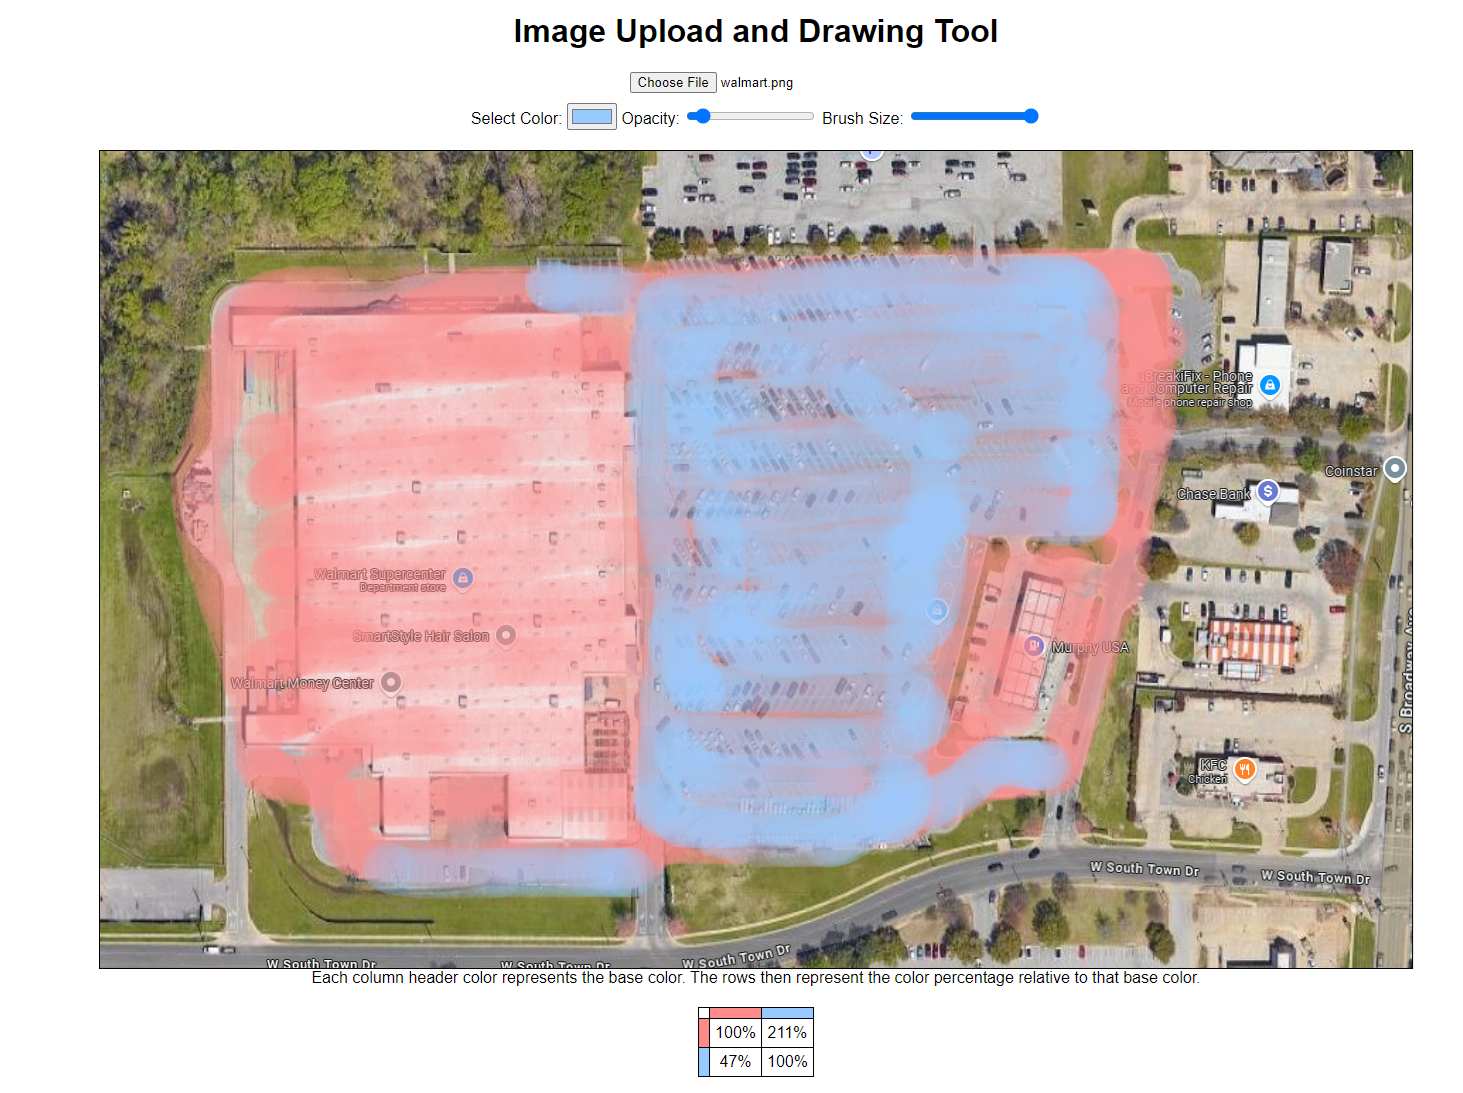 Image Upload and Drawing Tool
Choose File walmart.png
Select Color: Opacity: Brush Size:
uBreakiFix - Phone
and Computer Repair
Mobile phone repair shop
Coinstar
Chase Bank
Walmart Supercenter
Department store
SmartStyle Hair Salon
Murphy USA
Walmart Money Center
S Broadway Ave
KFC
Chicken
W South Town Dr
W South Town Dr
W South Town Dr
W South Town Dr
W South Town Dr
Each column header color represents the base color. The rows then represent the color percentage relative to that base color.
100% 211%
47% 100%